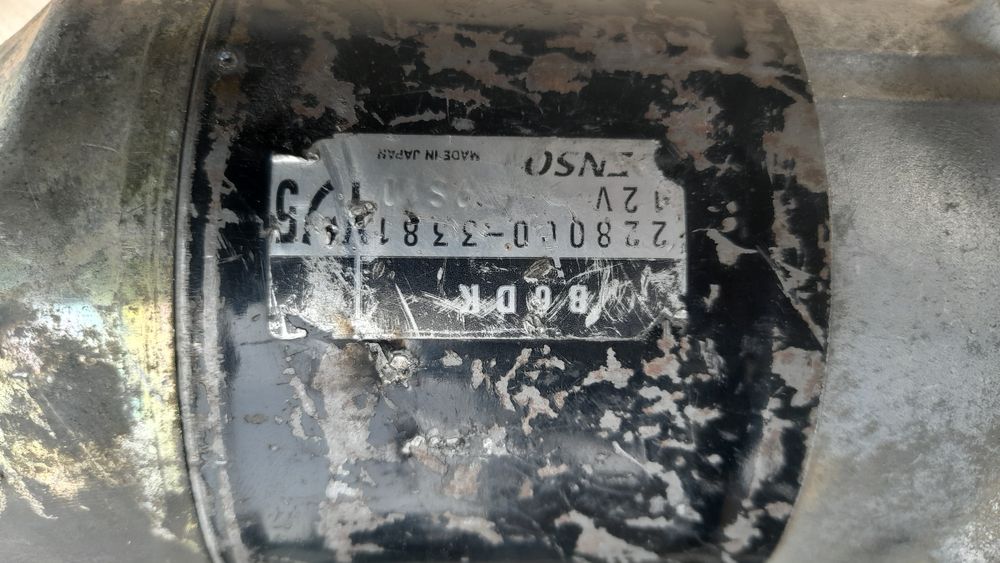 B6DK
228000-3381
12V
ENSO MADE IN JAPAN